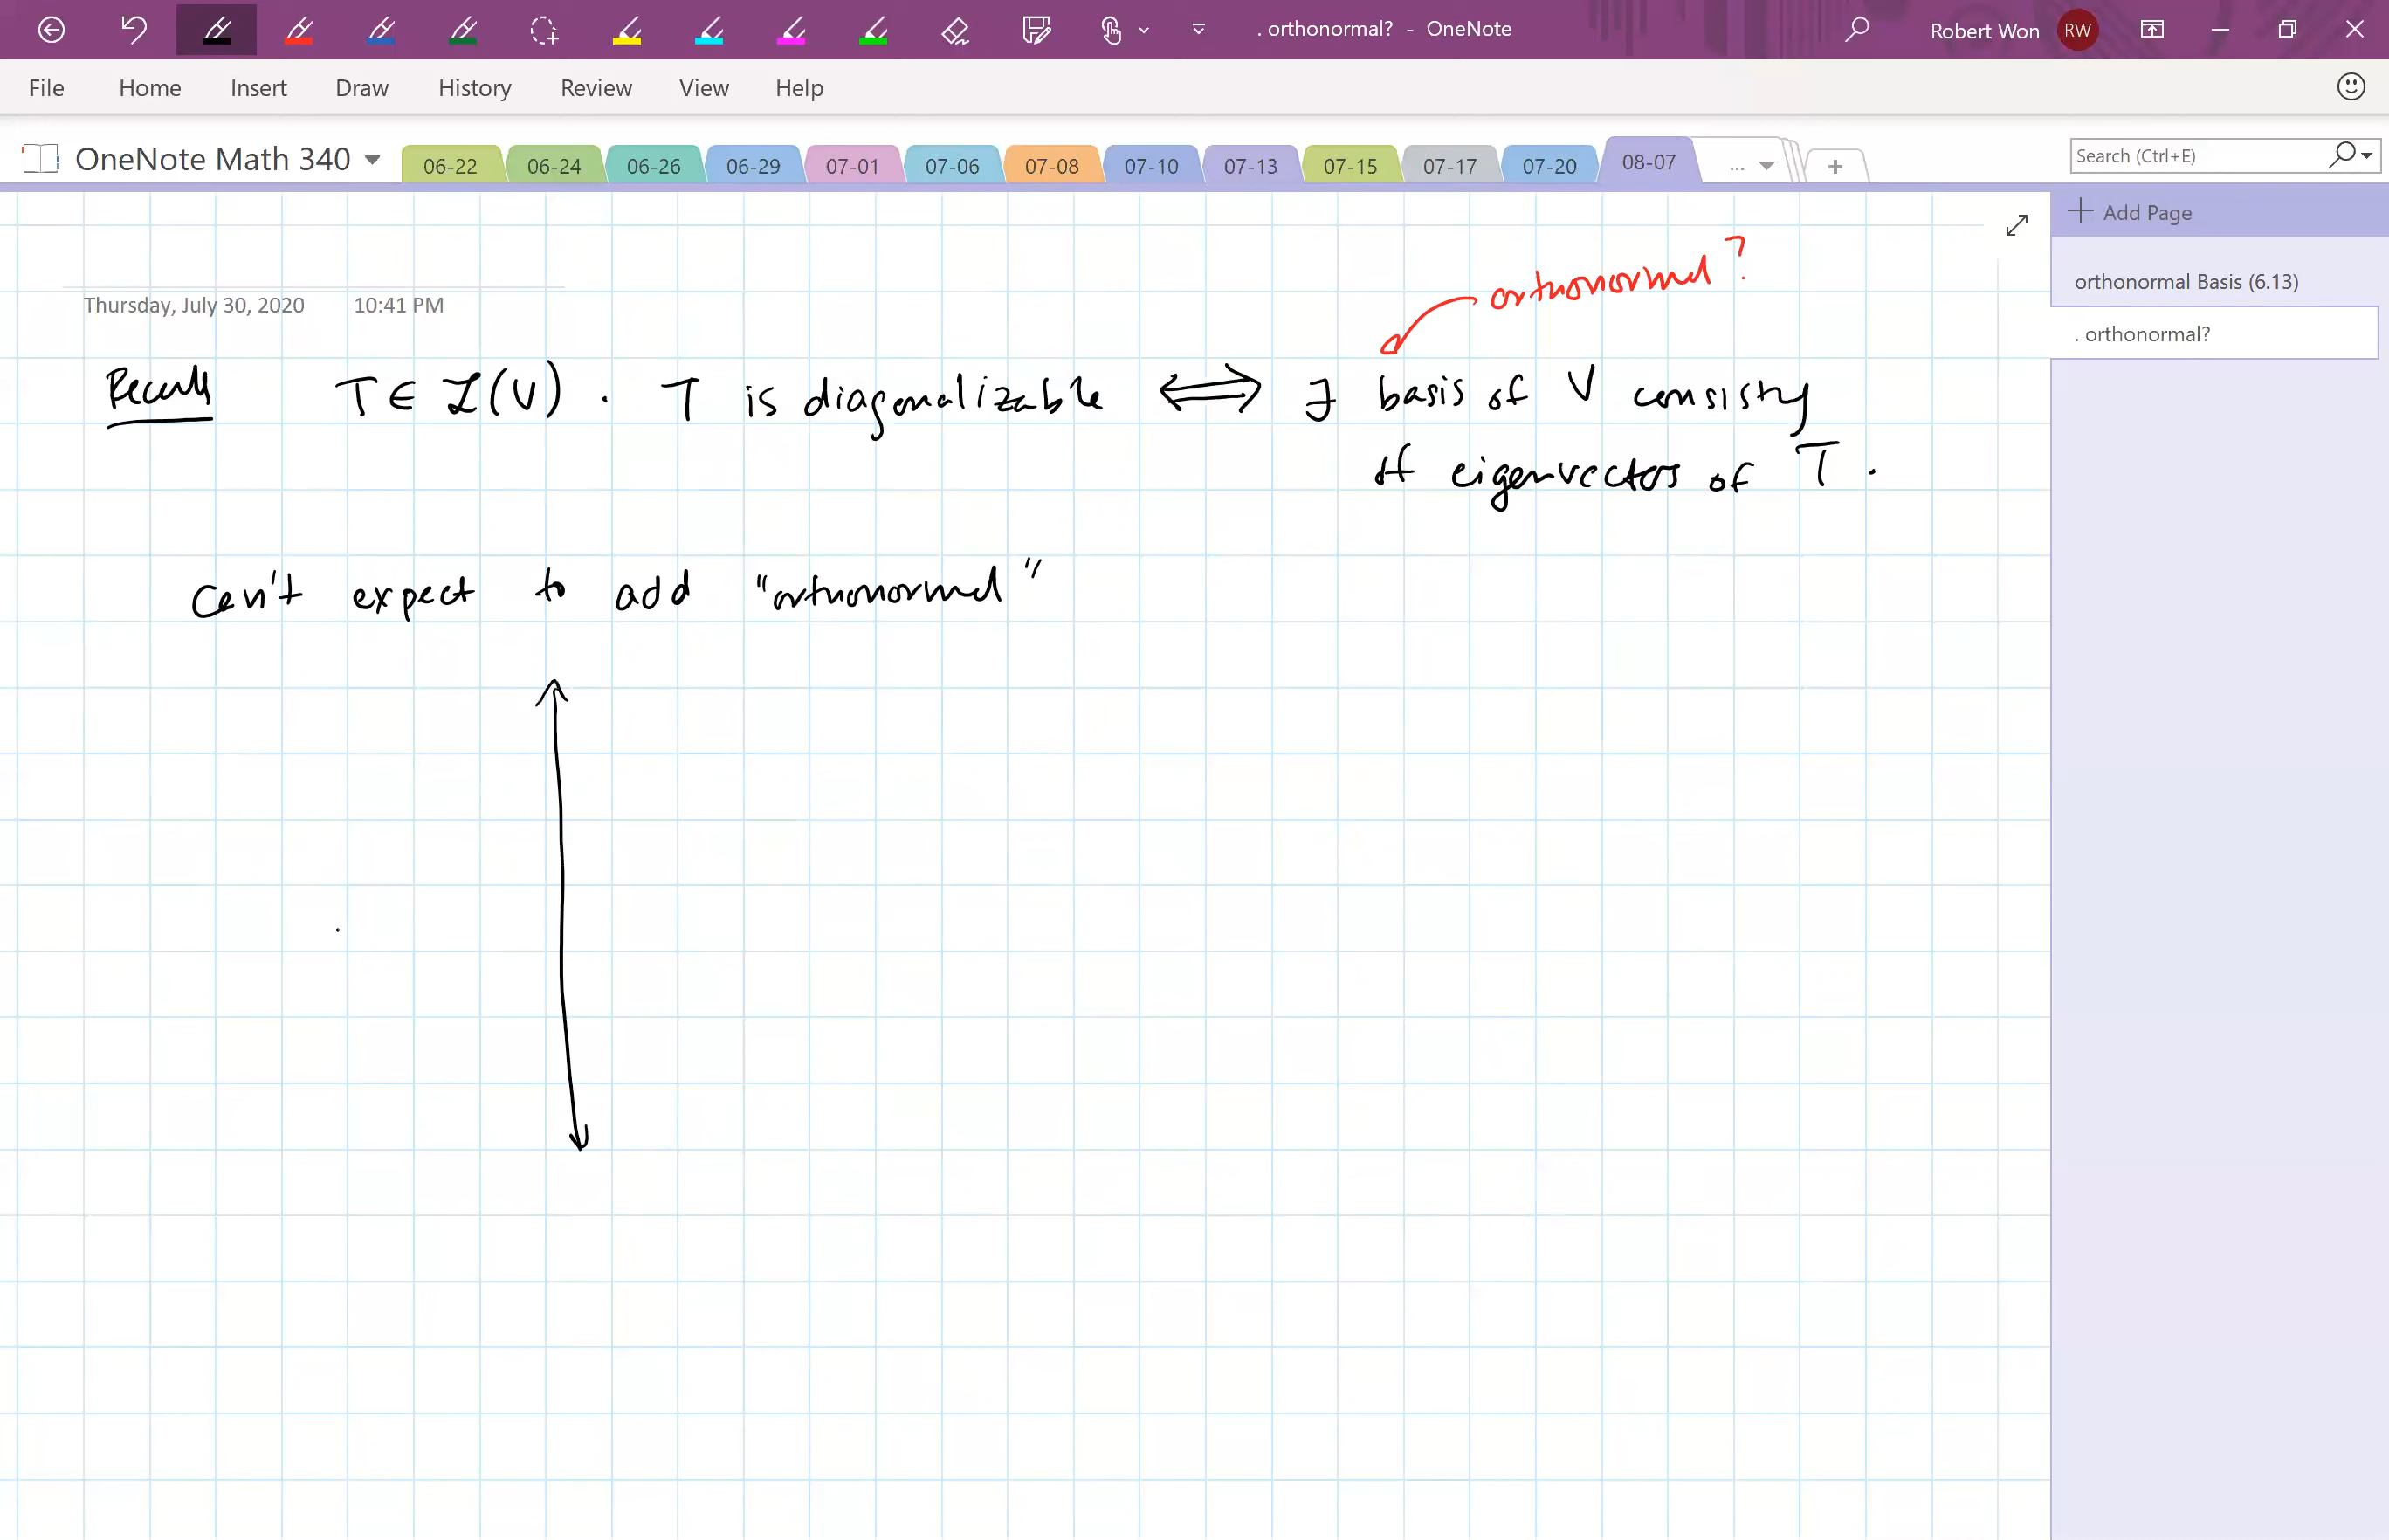 . orthonormal? - OneNote
Robert Won RW
File Home Insert Draw History Review View Help
OneNote Math 340
06-22 06-24 06-26 06-29 07-01 07-06 07-08 07-10 07-13 07-15 07-17 07-20 08-07 ... +
Search (Ctrl+E)
Add Page
orthonormal Basis (6.13)
. orthonormal?
Thursday, July 30, 2020 10:41 PM
orthonormal?
Recall T ∈ ℒ(V). T is diagonalizable ⟺ ∃ basis of V consisty
of eigenvectors of T.
Can't expect to add "orthonormal"